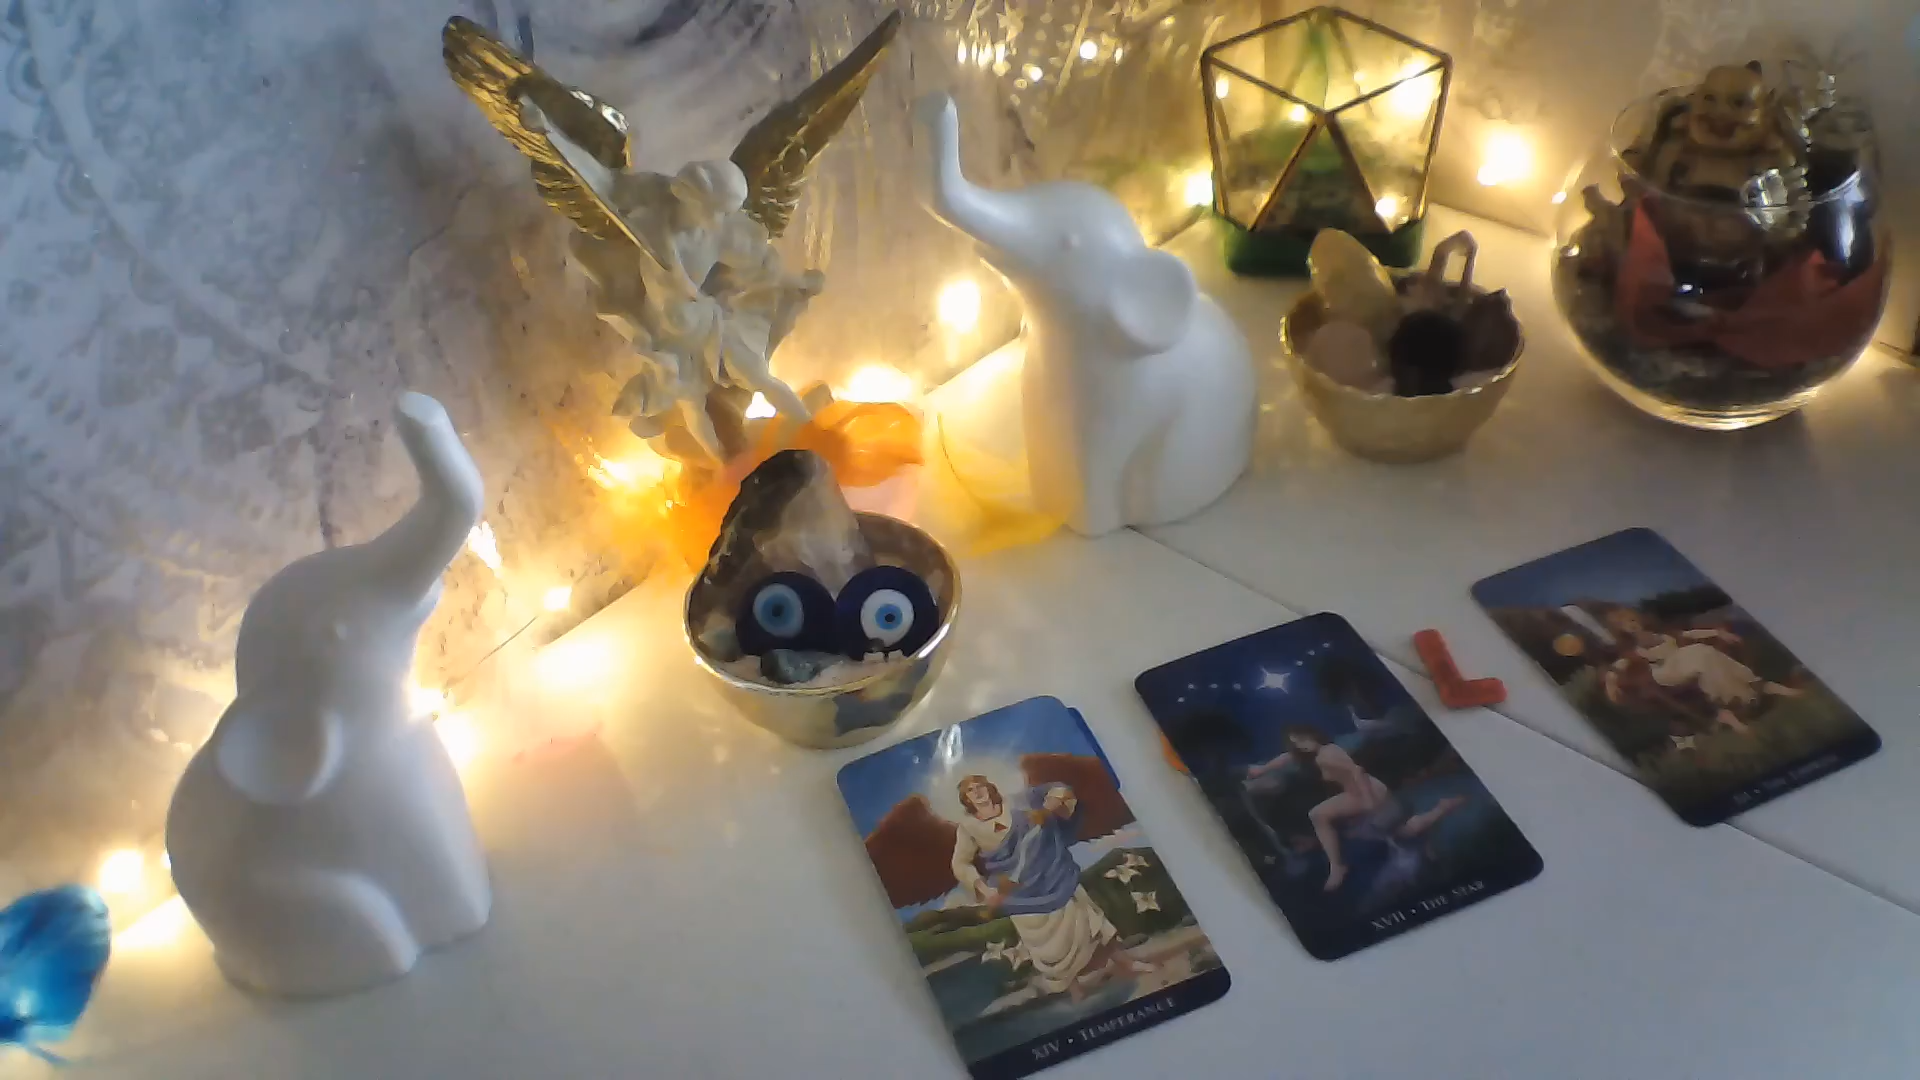 XIV • TEMPERANCE
XVII • THE STAR
L